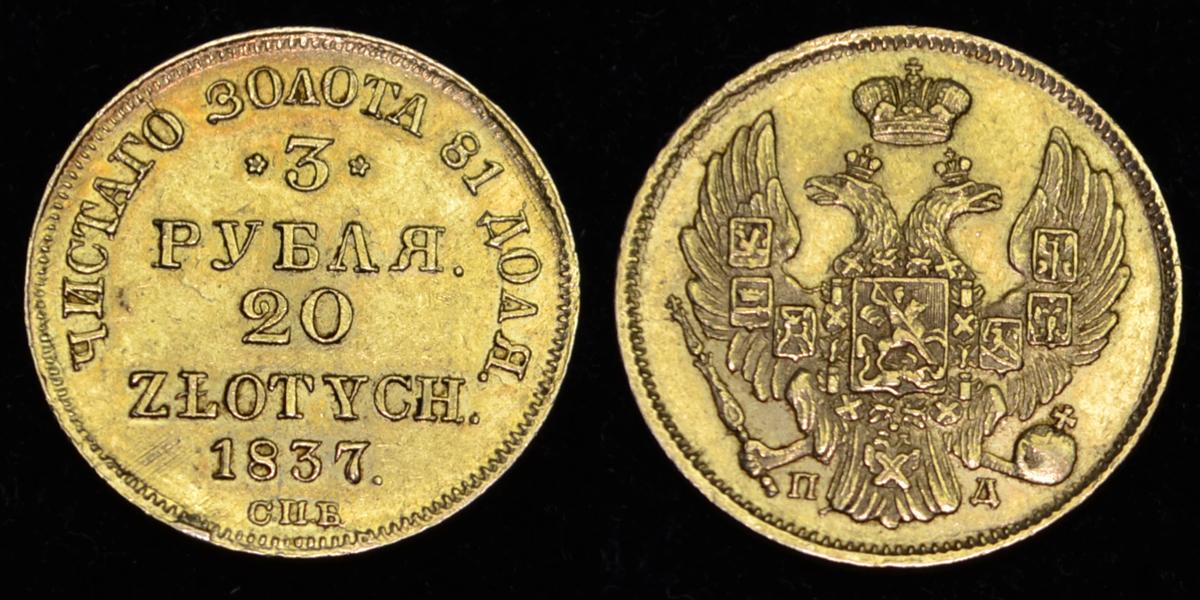 ЧИСТАГО ЗОЛОТА 81 ДОЛЯ.
3
РУБЛЯ.
20
ZŁOTYCH.
1837.
СПБ
П Д